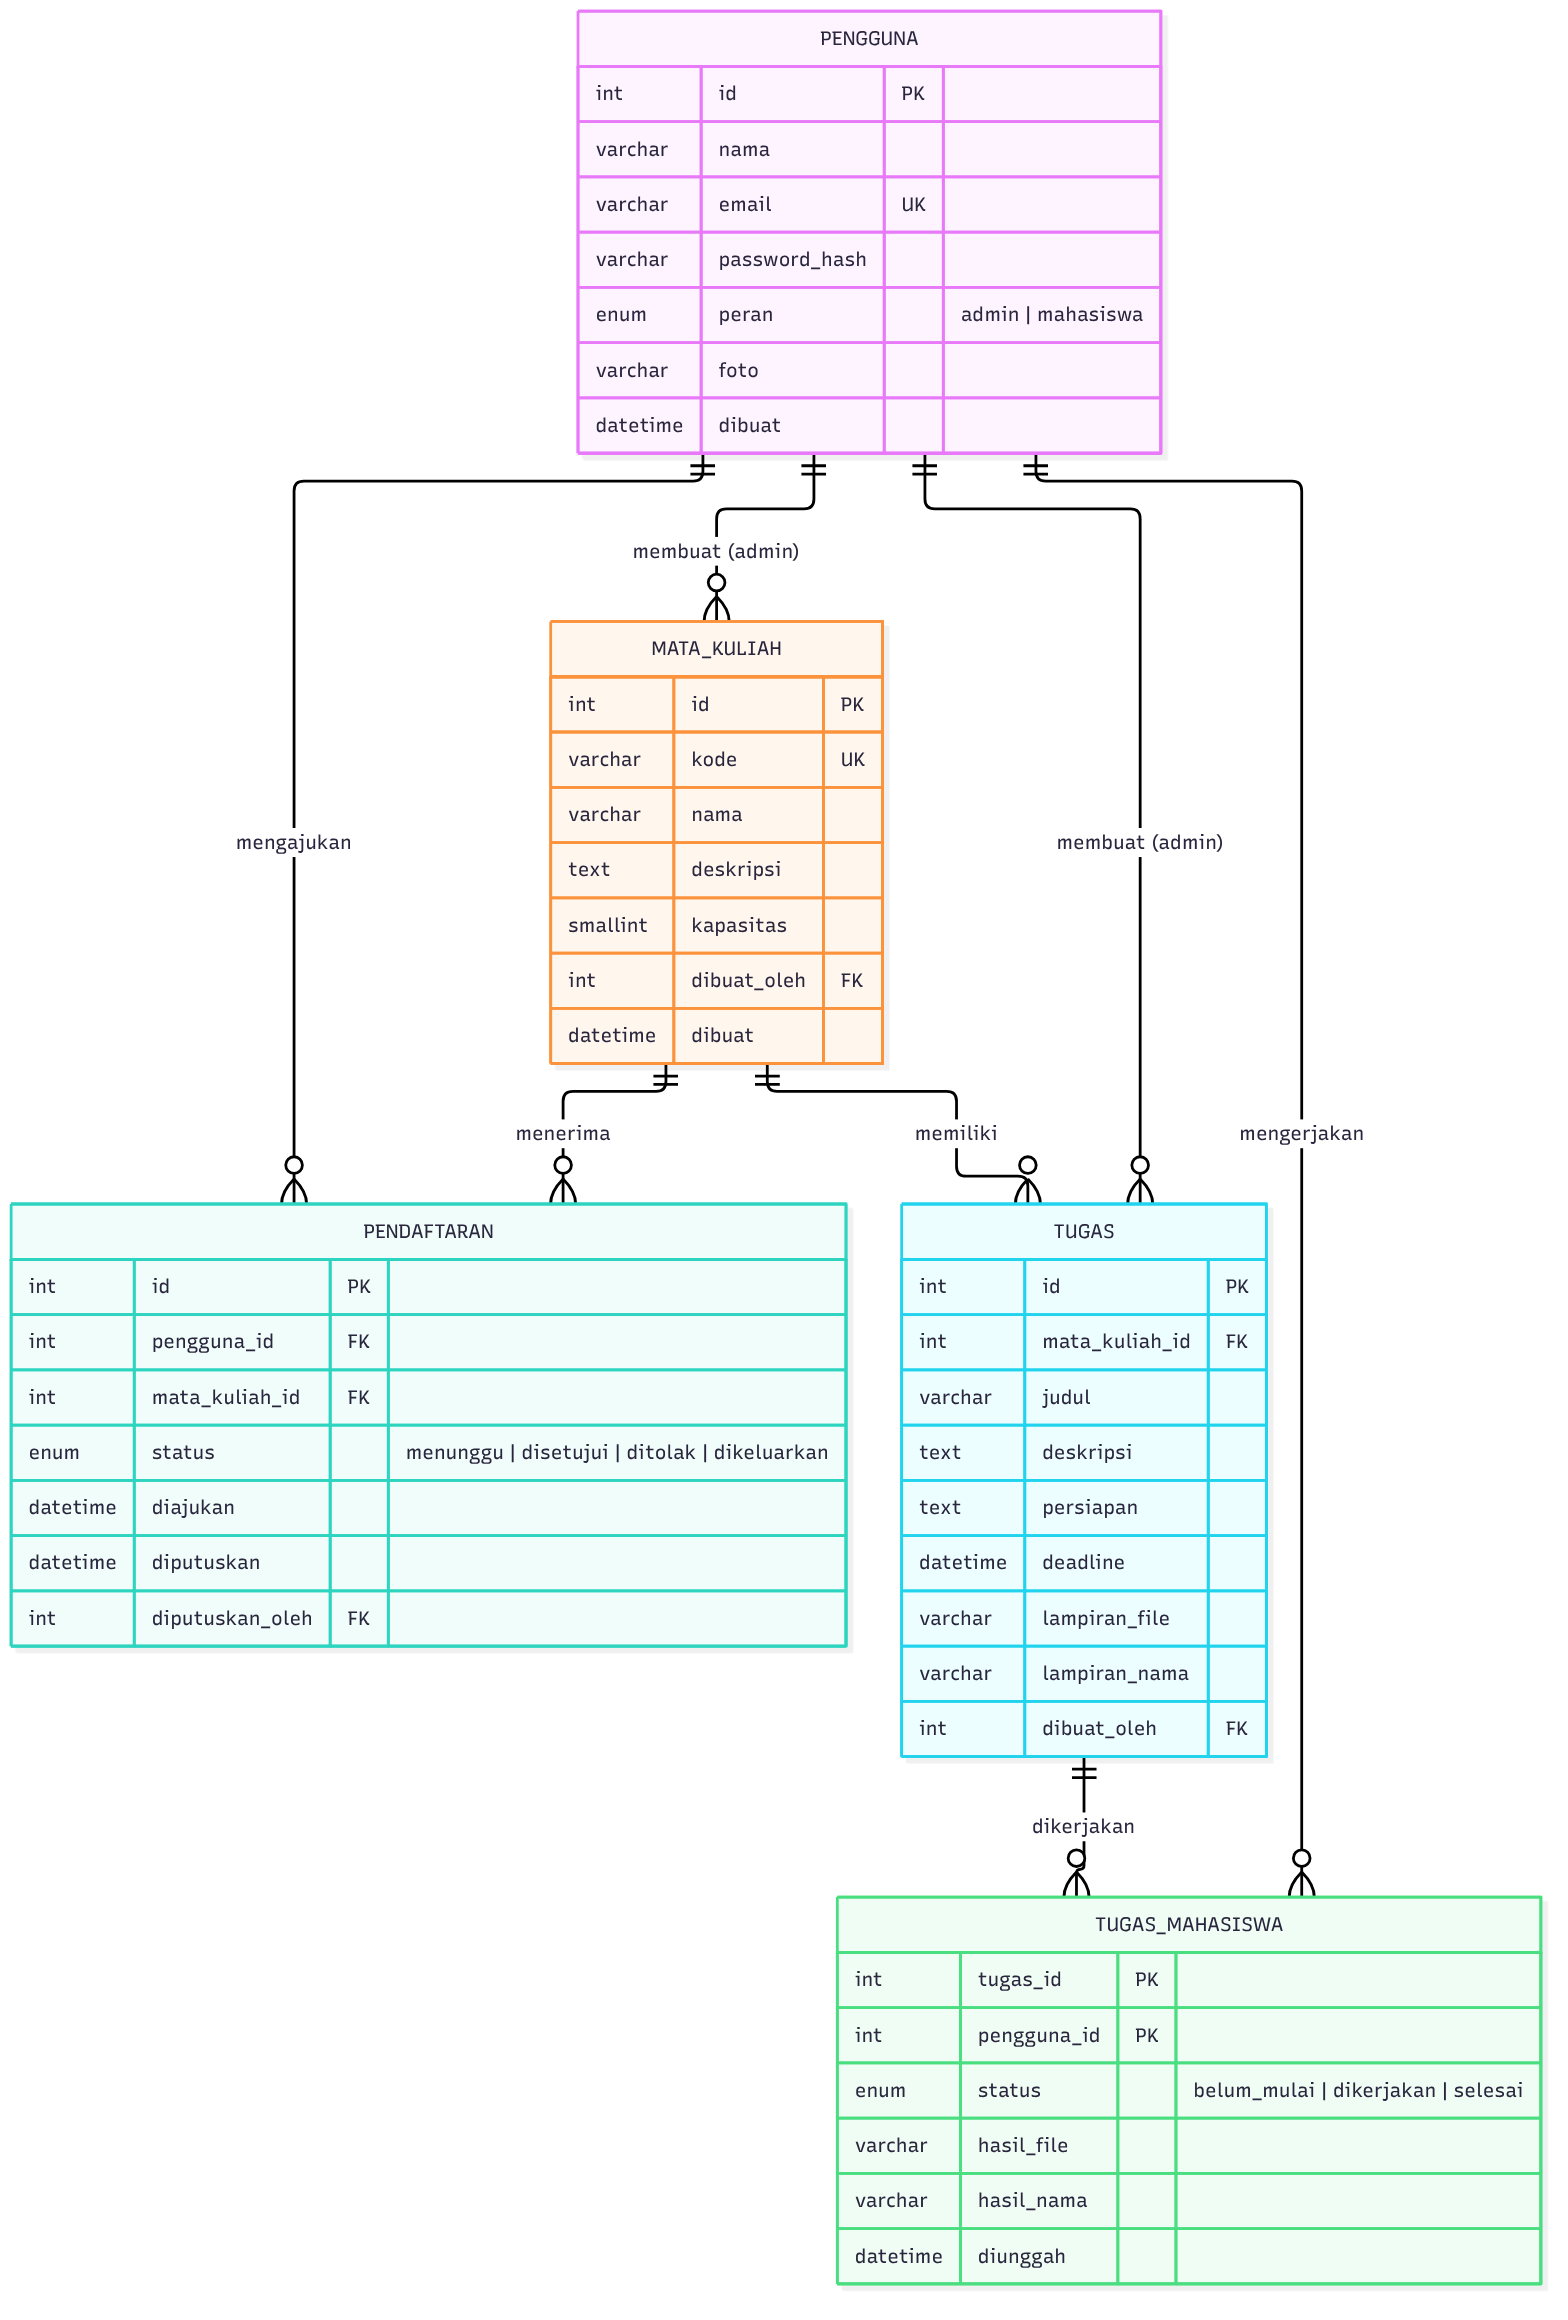 PENGGUNA
int id PK
varchar nama
varchar email UK
varchar password_hash
enum peran admin | mahasiswa
varchar foto
datetime dibuat
membuat (admin)
MATA_KULIAH
int id PK
varchar kode UK
varchar nama
text deskripsi
smallint kapasitas
int dibuat_oleh FK
datetime dibuat
mengajukan
membuat (admin)
menerima
memiliki
mengerjakan
PENDAFTARAN
int id PK
int pengguna_id FK
int mata_kuliah_id FK
enum status menunggu | disetujui | ditolak | dikeluarkan
datetime diajukan
datetime diputuskan
int diputuskan_oleh FK
TUGAS
int id PK
int mata_kuliah_id FK
varchar judul
text deskripsi
text persiapan
datetime deadline
varchar lampiran_file
varchar lampiran_nama
int dibuat_oleh FK
dikerjakan
TUGAS_MAHASISWA
int tugas_id PK
int pengguna_id PK
enum status belum_mulai | dikerjakan | selesai
varchar hasil_file
varchar hasil_nama
datetime diunggah